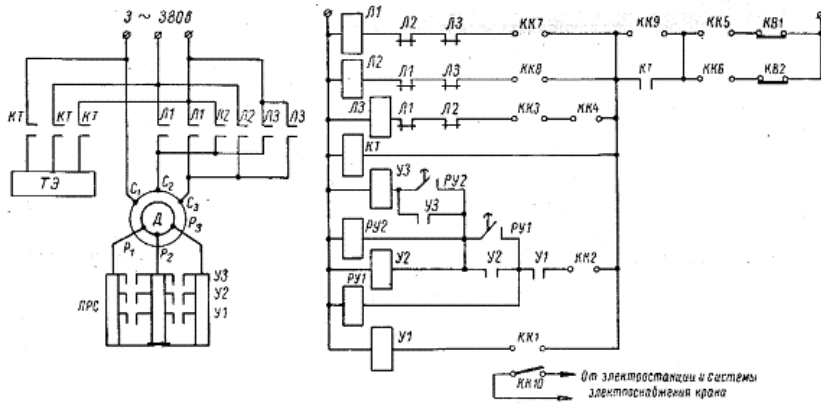 3 ~ 380В
КТ КТ КТ Л1 Л1 Л2 Л2 Л3 Л3
ТЭ
С1 С2 С3
Д
Р1 Р2 Р3
ПРС
У3
У2
У1
Л1 Л2 Л3 КК7 КК9 КК5 КВ1
Л2 Л1 Л3 КК8 КТ КК6 КВ2
Л3 Л1 Л2 КК3 КК4
КТ
У3 РУ2
У3
РУ2 РУ1
У2 У2 У1 КК2
РУ1
У1 КК1
КК10
От электростанции и системы
электроснабжения крана